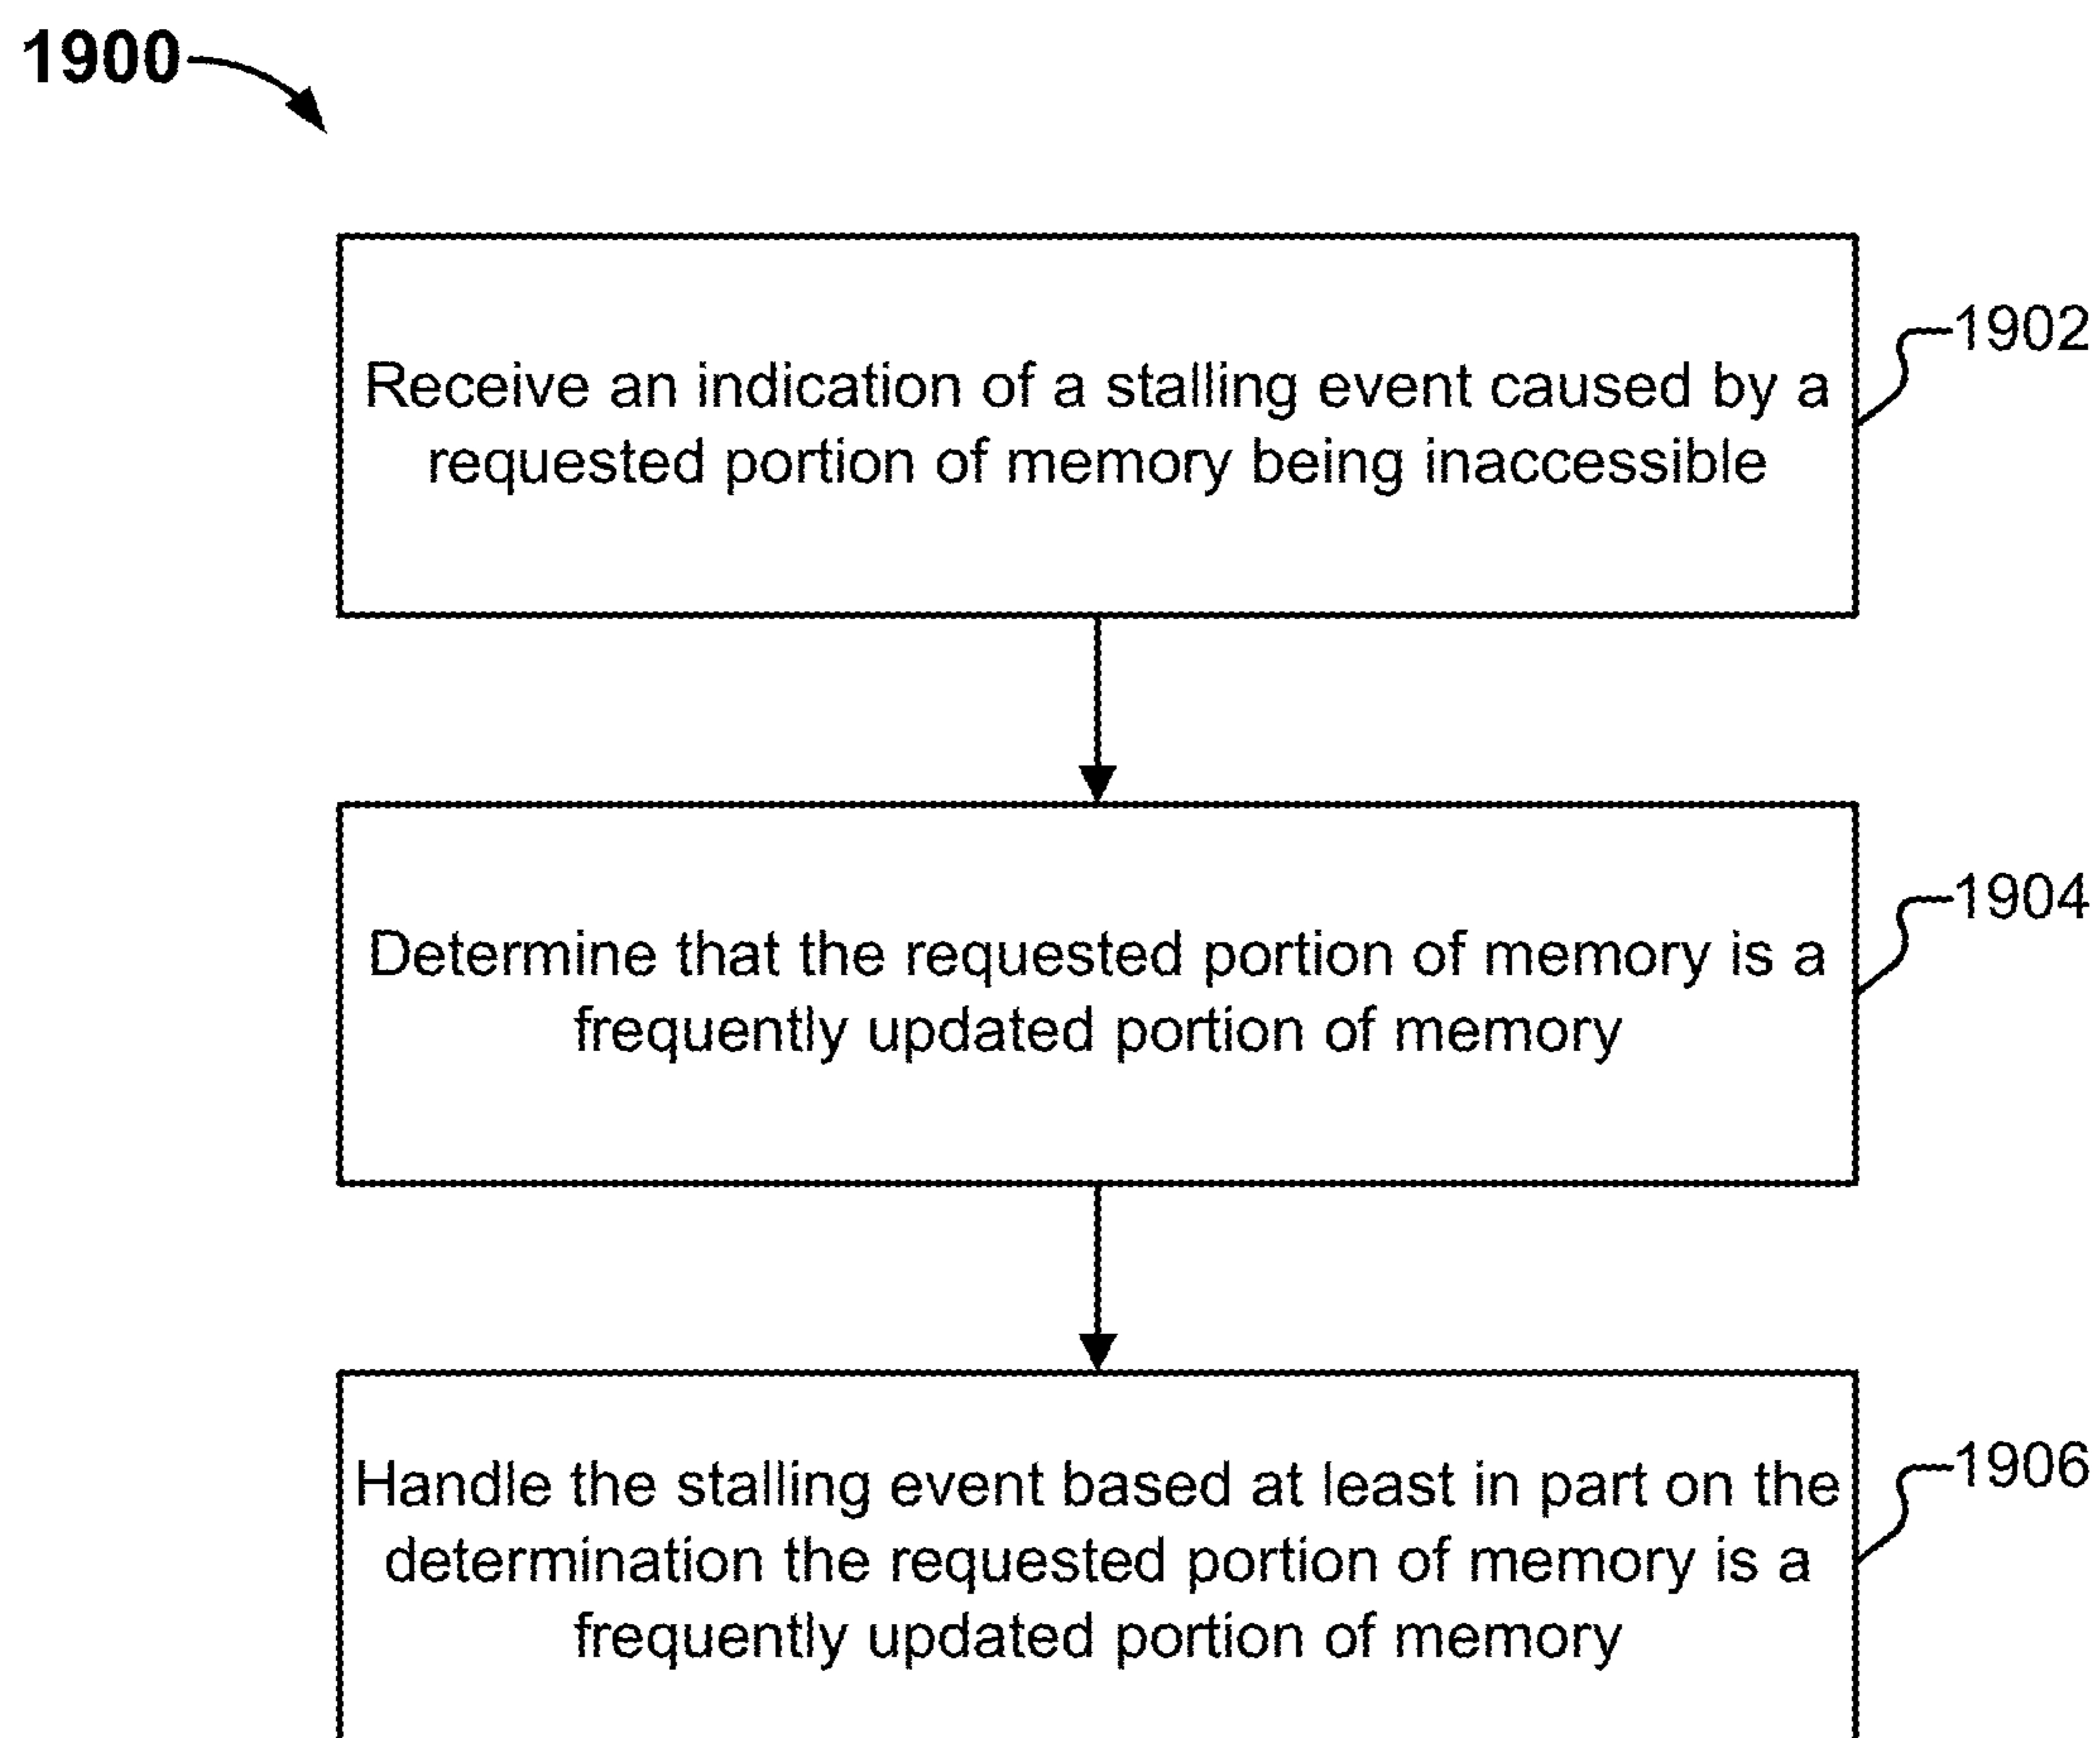 1900
Receive an indication of a stalling event caused by a
requested portion of memory being inaccessible
1902
Determine that the requested portion of memory is a
frequently updated portion of memory
1904
Handle the stalling event based at least in part on the
determination the requested portion of memory is a
frequently updated portion of memory
1906